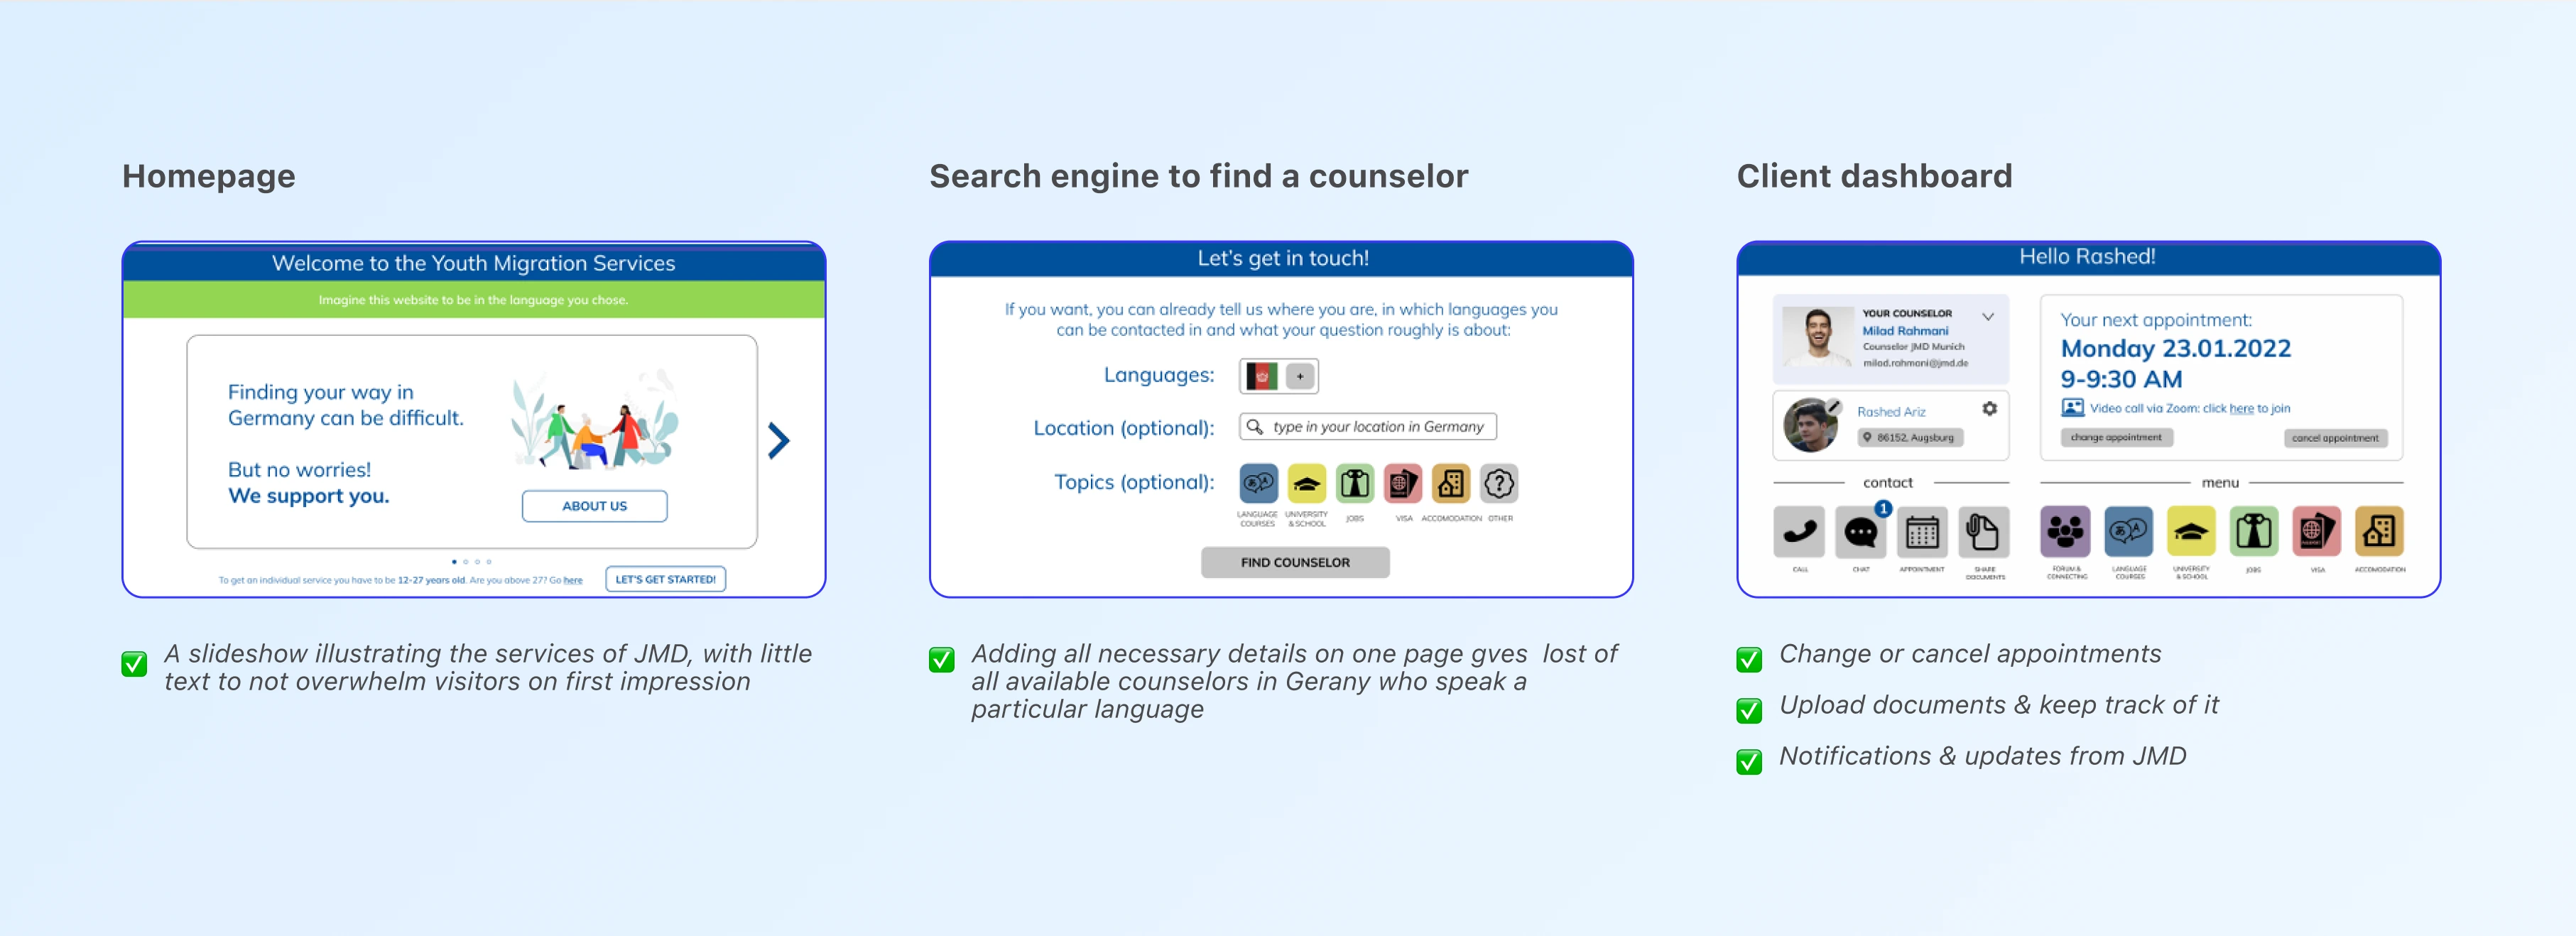 Homepage
Welcome to the Youth Migration Services
Imagine this website to be in the language you chose.
Finding your way in
Germany can be difficult.
But no worries!
We support you.
ABOUT US
To get an individual service you have to be 12-27 years old. Are you above 27? Go here
LET'S GET STARTED!
A slideshow illustrating the services of JMD, with little
text to not overwhelm visitors on first impression
Search engine to find a counselor
Let's get in touch!
If you want, you can already tell us where you are, in which languages you
can be contacted in and what your question roughly is about:
Languages:
+
Location (optional):
type in your location in Germany
Topics (optional):
LANGUAGE
COURSES
UNIVERSITY
& SCHOOL
JOBS
VISA
ACCOMODATION
OTHER
FIND COUNSELOR
Adding all necessary details on one page gves  lost of
all available counselors in Gerany who speak a
particular language
Client dashboard
Hello Rashed!
YOUR COUNSELOR
Milad Rahmani
Counselor JMD Munich
milad.rahmani@jmd.de
Rashed Ariz
86152, Augsburg
Your next appointment:
Monday 23.01.2022
9-9:30 AM
Video call via Zoom: click here to join
change appointment
cancel appointment
contact
1
CALL
CHAT
APPOINTMENT
SHARE
DOCUMENTS
menu
FORUM &
CONNECTING
LANGUAGE
COURSES
UNIVERSITY
& SCHOOL
JOBS
VISA
ACCOMODATION
Change or cancel appointments
Upload documents & keep track of it
Notifications & updates from JMD